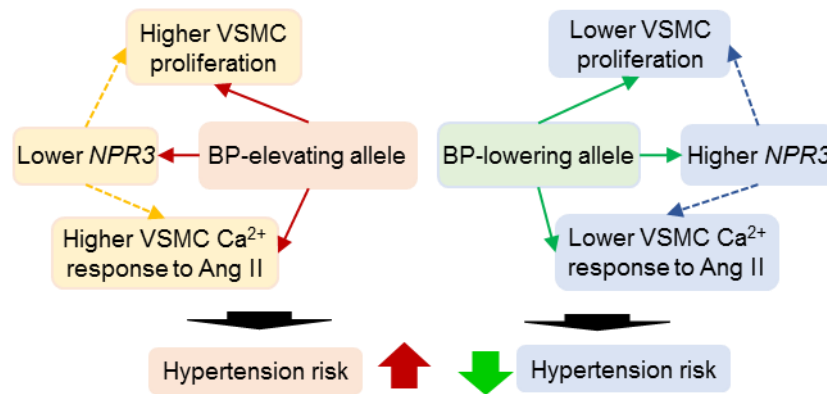 Higher VSMC
proliferation
Lower NPR3
BP-elevating allele
Higher VSMC Ca²⁺
response to Ang II
Hypertension risk
Lower VSMC
proliferation
BP-lowering allele
Higher NPR3
Lower VSMC Ca²⁺
response to Ang II
Hypertension risk